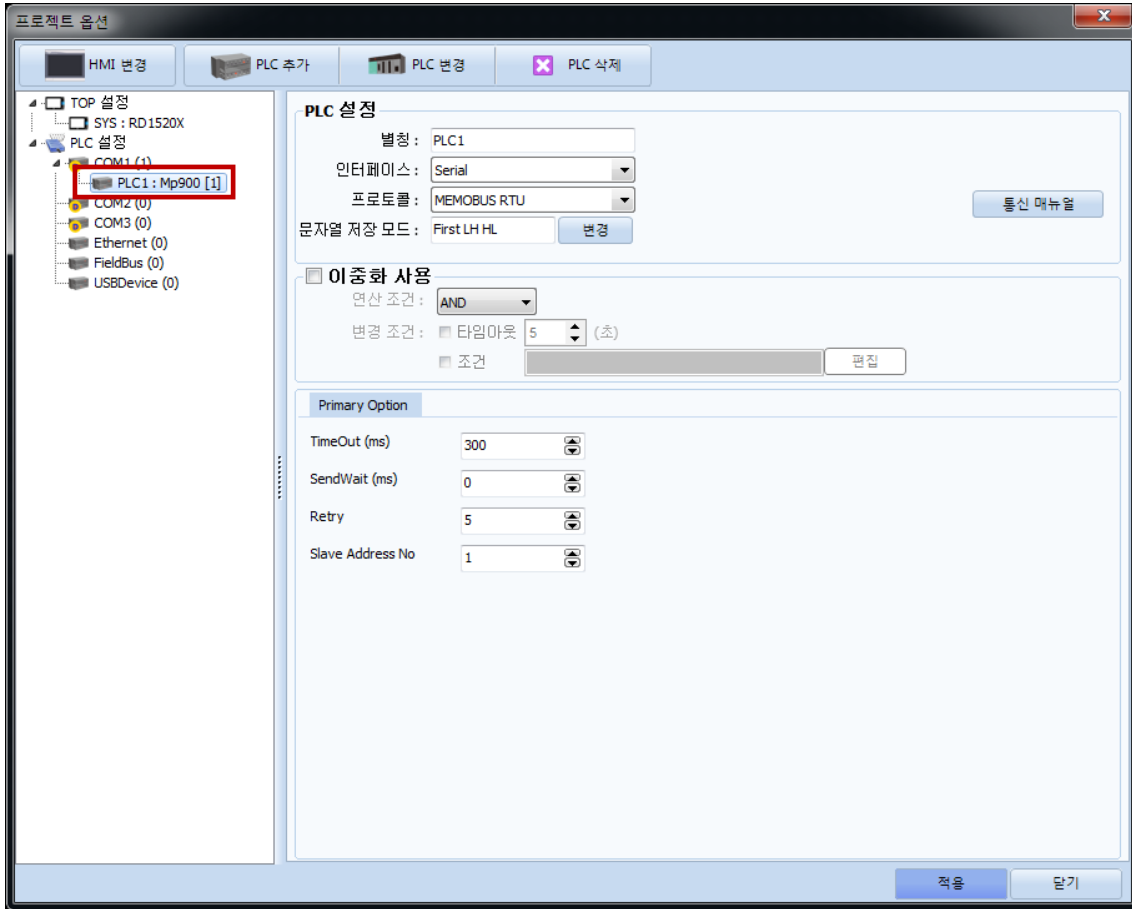 프로젝트 옵션
HMI 변경
PLC 추가
PLC 변경
PLC 삭제
TOP 설정
SYS : RD1520X
PLC 설정
COM1 (1)
PLC1 : Mp900 [1]
COM2 (0)
COM3 (0)
Ethernet (0)
FieldBus (0)
USBDevice (0)
PLC 설정
별칭 : PLC1
인터페이스 : Serial
프로토콜 : MEMOBUS RTU
통신 매뉴얼
문자열 저장 모드 : First LH HL 변경
이중화 사용
연산 조건 : AND
변경 조건 : 타임아웃 5 (초)
조건 편집
Primary Option
TimeOut (ms) 300
SendWait (ms) 0
Retry 5
Slave Address No 1
적용 닫기